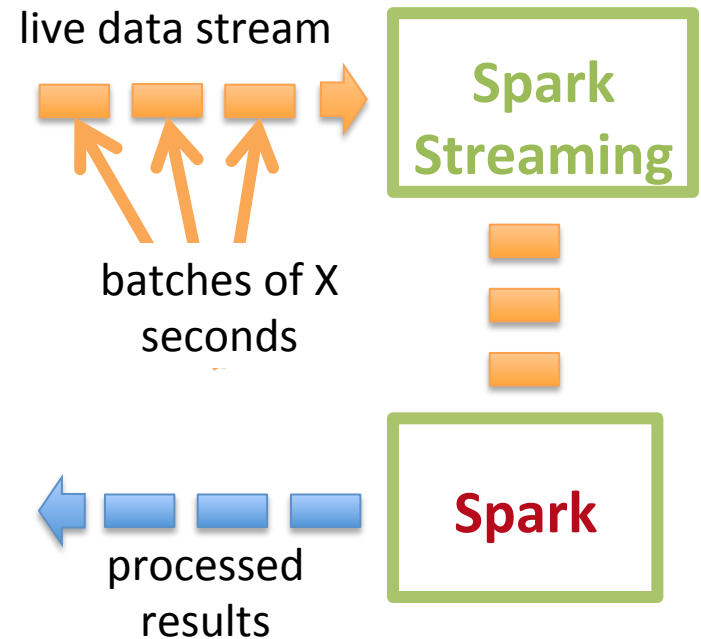 live data stream
Spark
Streaming
batches of X
seconds
Spark
processed
results